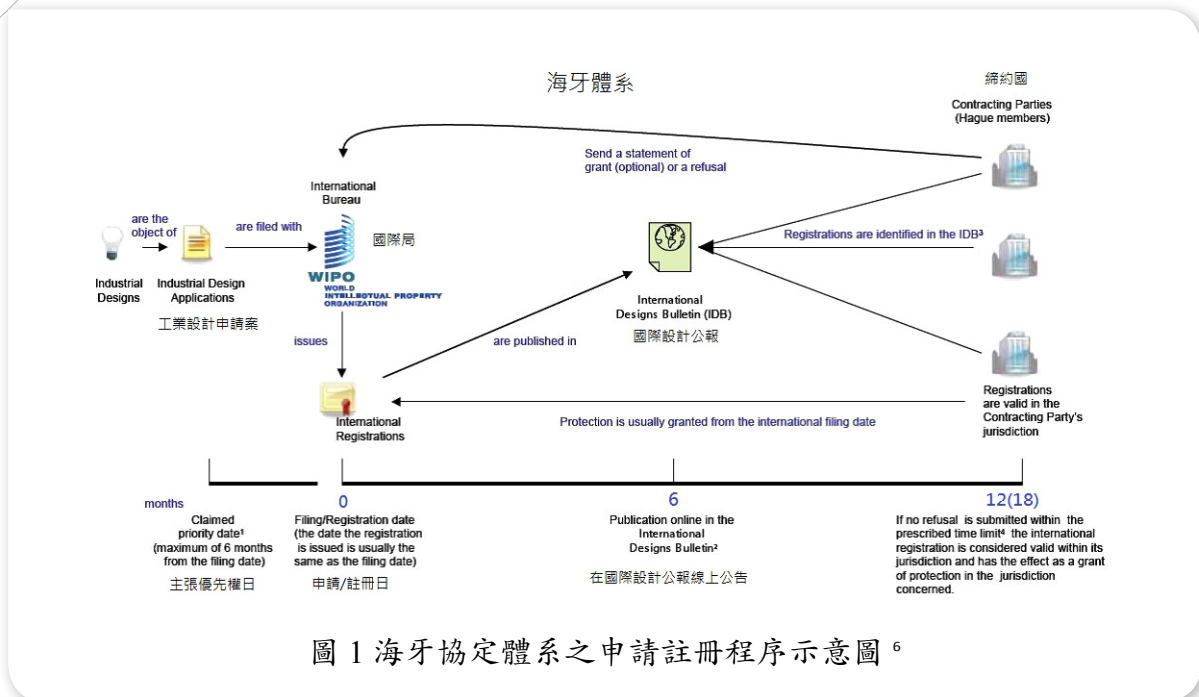 海牙體系
締約國
Contracting Parties
(Hague members)
Send a statement of
grant (optional) or a refusal
International
Bureau
are the
object of
are filed with
國際局
Registrations are identified in the IDB³
WIPO
WORLD
INTELLECTUAL PROPERTY
ORGANIZATION
Industrial
Designs
Industrial Design
Applications
工業設計申請案
International
Designs Bulletin (IDB)
國際設計公報
issues
are published in
International
Registrations
Protection is usually granted from the international filing date
Registrations
are valid in the
Contracting Party's
jurisdiction
months
0
6
12(18)
Claimed
priority date¹
(maximum of 6 months
from the filing date)
主張優先權日
Filing/Registration date
(the date the registration
is issued is usually the
same as the filing date)
申請/註冊日
Publication online in the
International
Designs Bulletin²
在國際設計公報線上公告
If no refusal is submitted within the
prescribed time limit⁴ the international
registration is considered valid within its
jurisdiction and has the effect as a grant
of protection in the jurisdiction
concerned.
圖 1 海牙協定體系之申請註冊程序示意圖⁶